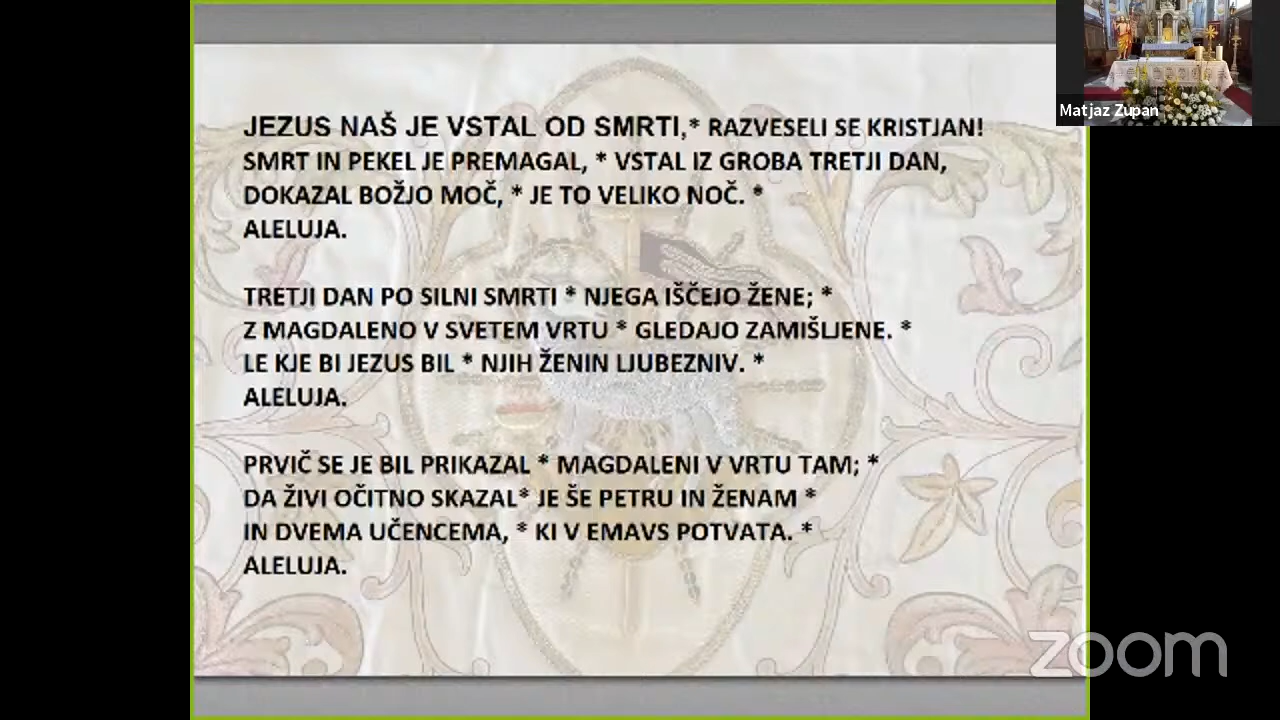 JEZUS NAŠ JE VSTAL OD SMRTI,* RAZVESELI SE KRISTJAN!
SMRT IN PEKEL JE PREMAGAL, * VSTAL IZ GROBA TRETJI DAN,
DOKAZAL BOŽJO MOČ, * JE TO VELIKO NOČ. *
ALELUJA.
TRETJI DAN PO SILNI SMRTI * NJEGA IŠČEJO ŽENE; *
Z MAGDALENO V SVETEM VRTU * GLEDAJO ZAMIŠLJENE. *
LE KJE BI JEZUS BIL * NJIH ŽENIN LJUBEZNIV. *
ALELUJA.
PRVIČ SE JE BIL PRIKAZAL * MAGDALENI V VRTU TAM; *
DA ŽIVI OČITNO SKAZAL* JE ŠE PETRU IN ŽENAM *
IN DVEMA UČENCEMA, * KI V EMAVS POTVATA. *
ALELUJA.
Matjaz Zupan
zoom